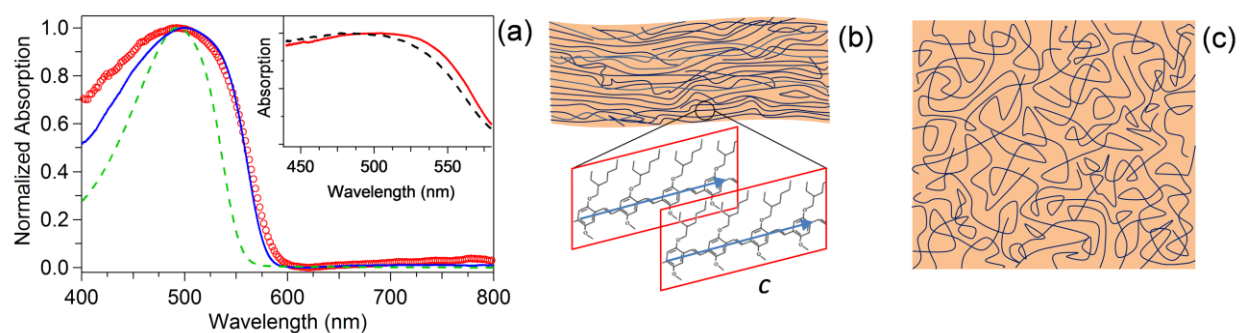 (a)
1.0
0.8
0.6
0.4
0.2
0.0
Normalized Absorption
400
500
600
700
800
Wavelength (nm)
Absorption
450
500
550
Wavelength (nm)
(b)
O
O
O
O
O
O
O
O
c
(c)